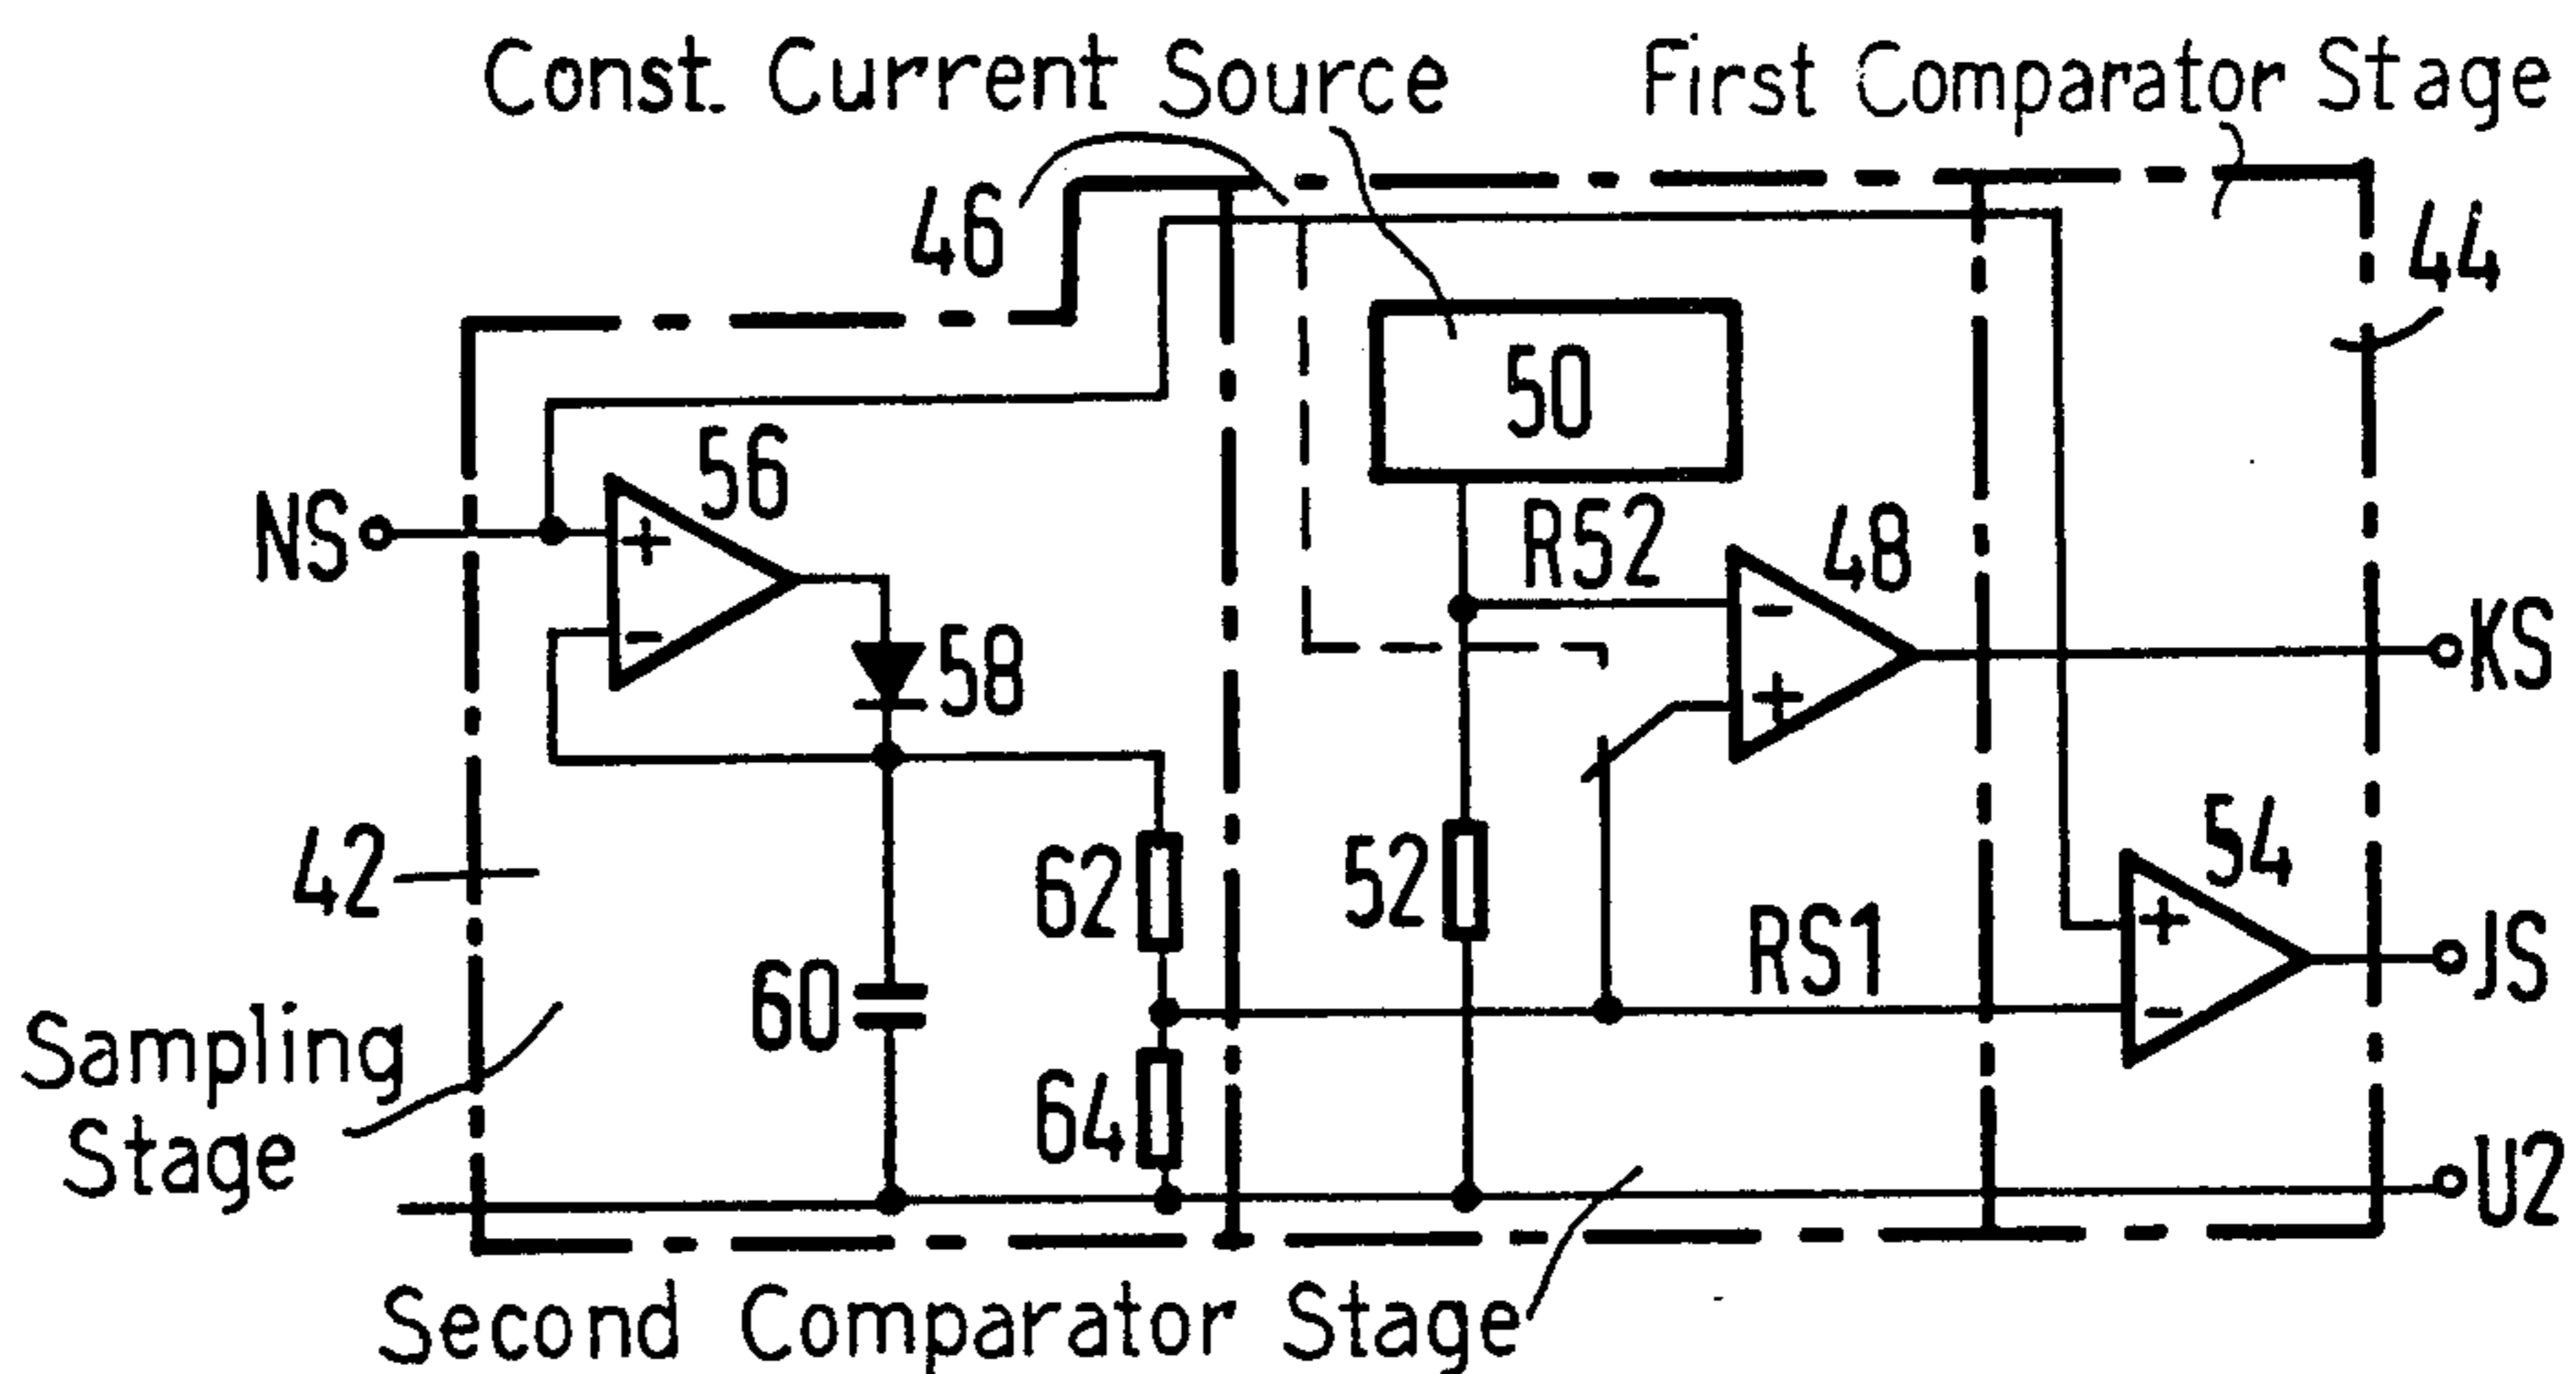 Const. Current Source
First Comparator Stage
46
44
50
56
NS
RS2
48
KS
58
42
62
52
54
RS1
JS
60
Sampling
Stage
64
U2
Second Comparator Stage